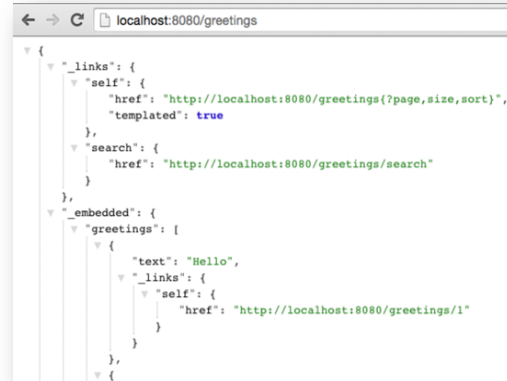 localhost:8080/greetings
{
"_links": {
"self": {
"href": "http://localhost:8080/greetings{?page,size,sort}",
"templated": true
},
"search": {
"href": "http://localhost:8080/greetings/search"
}
},
"_embedded": {
"greetings": [
{
"text": "Hello",
"_links": {
"self": {
"href": "http://localhost:8080/greetings/1"
}
}
},
{